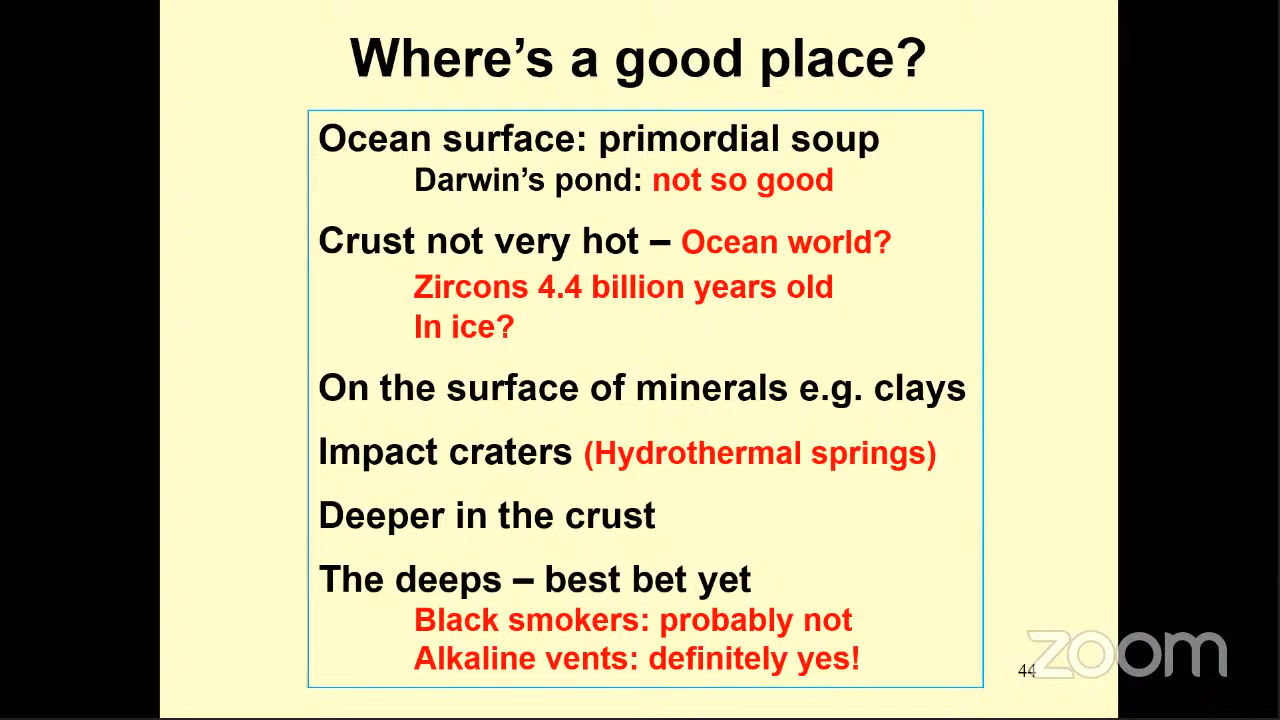 Where’s a good place?
Ocean surface: primordial soup
Darwin’s pond: not so good
Crust not very hot – Ocean world?
Zircons 4.4 billion years old
In ice?
On the surface of minerals e.g. clays
Impact craters (Hydrothermal springs)
Deeper in the crust
The deeps – best bet yet
Black smokers: probably not
Alkaline vents: definitely yes!
44
zoom